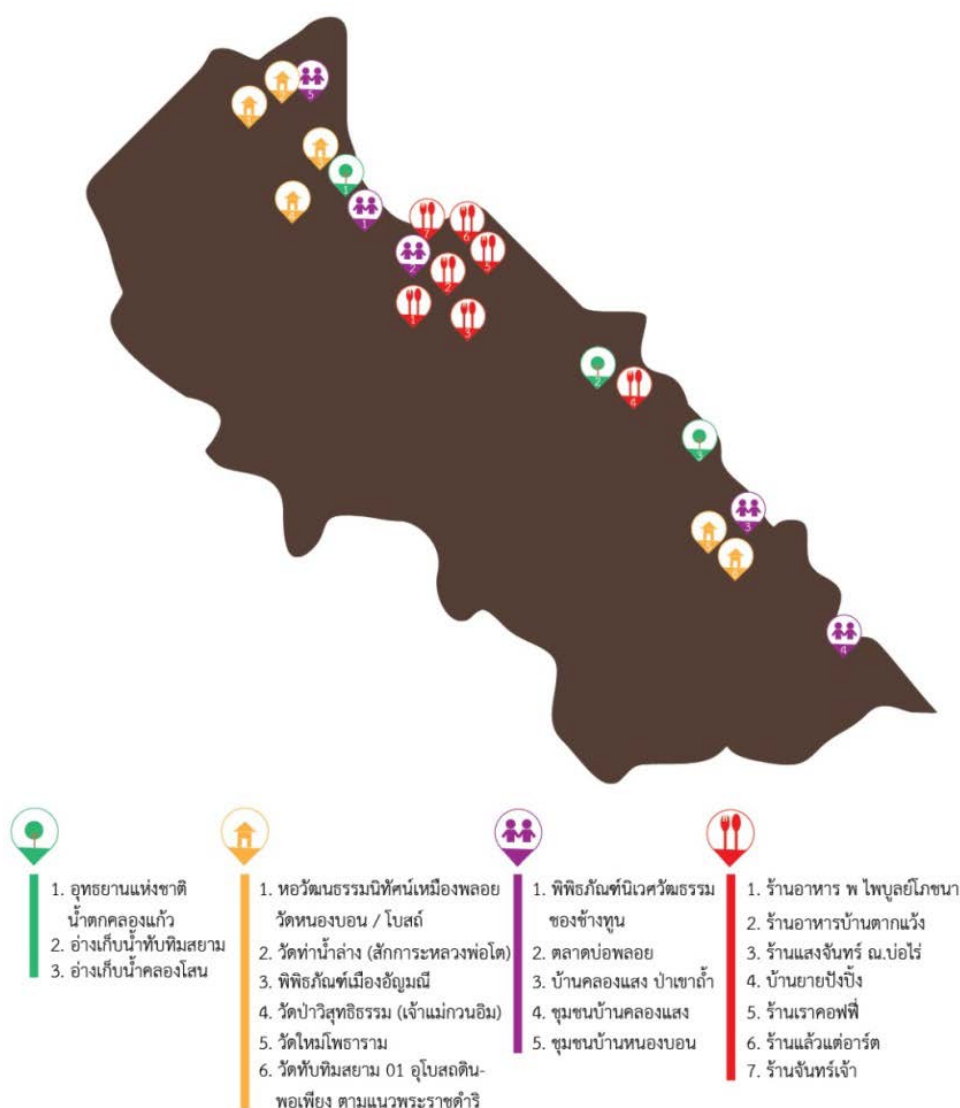 5
1
1
7
6
2
5
2
1
3
2
4
3
3
4
1. อุทธยานแห่งชาติ
น้ำตกคลองแก้ว
2. อ่างเก็บน้ำทับทิมสยาม
3. อ่างเก็บน้ำคลองโสน
1. หอวัฒนธรรมนิทัศน์เหมืองพลอย
วัดหนองบอน / โบสถ์
2. วัดท่าน้ำล่าง (สักการะหลวงพ่อโต)
3. พิพิธภัณฑ์เมืองอัญมณี
4. วัดป่าวิสุทธิธรรม (เจ้าแม่กวนอิม)
5. วัดใหม่โพธาราม
6. วัดทับทิมสยาม 01 อุโบสถดิน-
พอเพียง ตามแนวพระราชดำริ
1. พิพิธภัณฑ์นิเวศวัฒธรรม
ชองช้างทูน
2. ตลาดบ่อพลอย
3. บ้านคลองแสง ป่าเขาถ้ำ
4. ชุมชนบ้านคลองแสง
5. ชุมชนบ้านหนองบอน
1. ร้านอาหาร พ ไพบูลย์โภชนา
2. ร้านอาหารบ้านตากแว้ง
3. ร้านแสงจันทร์ ณ.บ่อไร่
4. บ้านยายปังปิ้ง
5. ร้านเราคอฟฟี่
6. ร้านแล้วแต่อาร์ต
7. ร้านจันทร์เจ้า